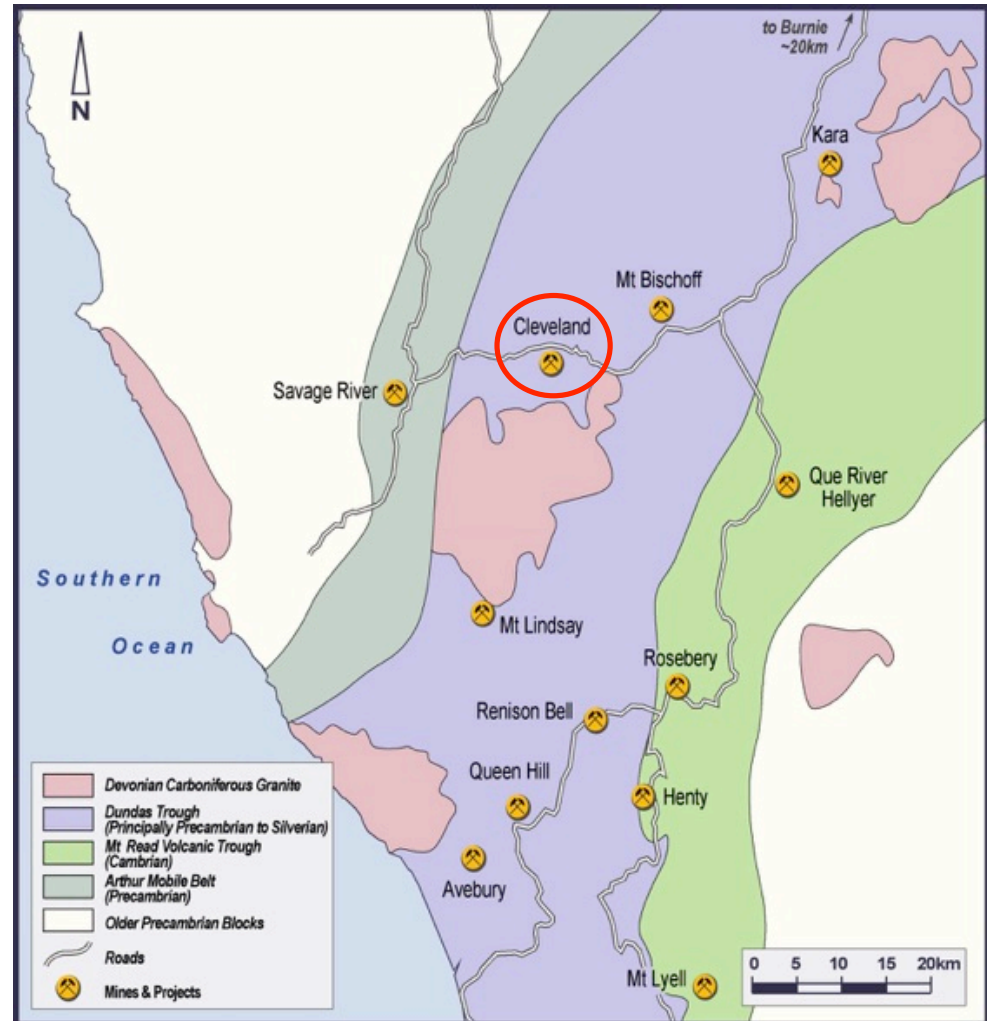 to Burnie
~20km
N
Kara
Mt Bischoff
Cleveland
Savage River
Que River
Hellyer
Southern
Ocean
Mt Lindsay
Rosebery
Renison Bell
Queen Hill
Henty
Avebury
Mt Lyell
Devonian Carboniferous Granite
Dundas Trough
(Principally Precambrian to Silverian)
Mt Read Volcanic Trough
(Cambrian)
Arthur Mobile Belt
(Precambrian)
Older Precambrian Blocks
Roads
Mines & Projects
0 5 10 15 20km